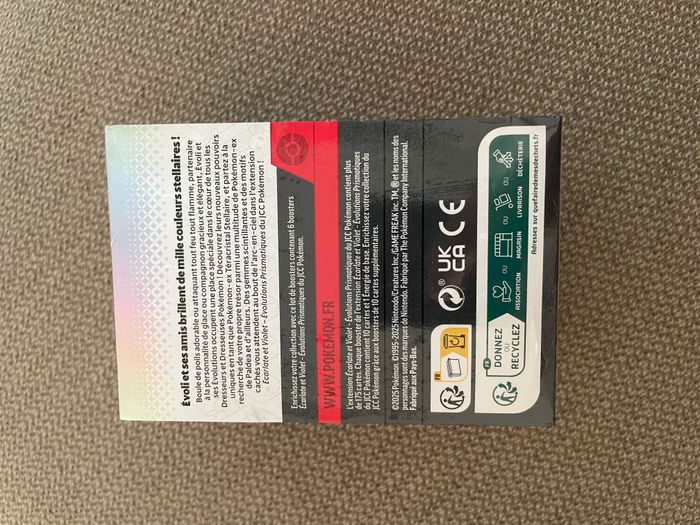 Évoli et ses amis brillent de mille couleurs stellaires !
Boule de poils adorable ou attaquant tout feu tout flamme, partenaire
à la personnalité de glace ou compagnon gracieux et élégant, Évoli et
ses Évolutions occupent une place spéciale dans le cœur de tous les
Dresseurs et Dresseuses Pokémon ! Découvrez leurs nouveaux pouvoirs
uniques en tant que Pokémon-ex Téracristal Stellaire, et partez à la
recherche de votre propre trésor parmi une multitude de Pokémon-ex
de Paldea et d'ailleurs. Des gemmes scintillantes et des motifs
cachés vous attendent au bout de l'arc-en-ciel dans l'extension
Écarlate et Violet – Évolutions Prismatiques du JCC Pokémon !
Enrichissez votre collection avec ce lot de boosters contenant 6 boosters
Écarlate et Violet – Évolutions Prismatiques du JCC Pokémon.
WWW.POKEMON.FR
L'extension Écarlate et Violet – Évolutions Prismatiques du JCC Pokémon contient plus
de 175 cartes. Chaque booster de l'extension Écarlate et Violet – Évolutions Prismatiques
du JCC Pokémon contient 10 cartes et 1 Énergie de base. Enrichissez votre collection du
JCC Pokémon grâce aux boosters de 10 cartes supplémentaires.
©2025 Pokémon. ©1995–2025 Nintendo/Creatures Inc./GAME FREAK inc. TM, ® et les noms des
personnages sont des marques de Nintendo. Fabriqué par The Pokémon Company International.
Fabriqué aux Pays-Bas.
UK
CA
CE
FR
FR
DONNEZ
OU
RECYCLEZ
ASSOCIATION
OU
MAGASIN
OU
LIVRAISON
OU
DÉCHÈTERIE
Adresses sur quefairedemesdechets.fr